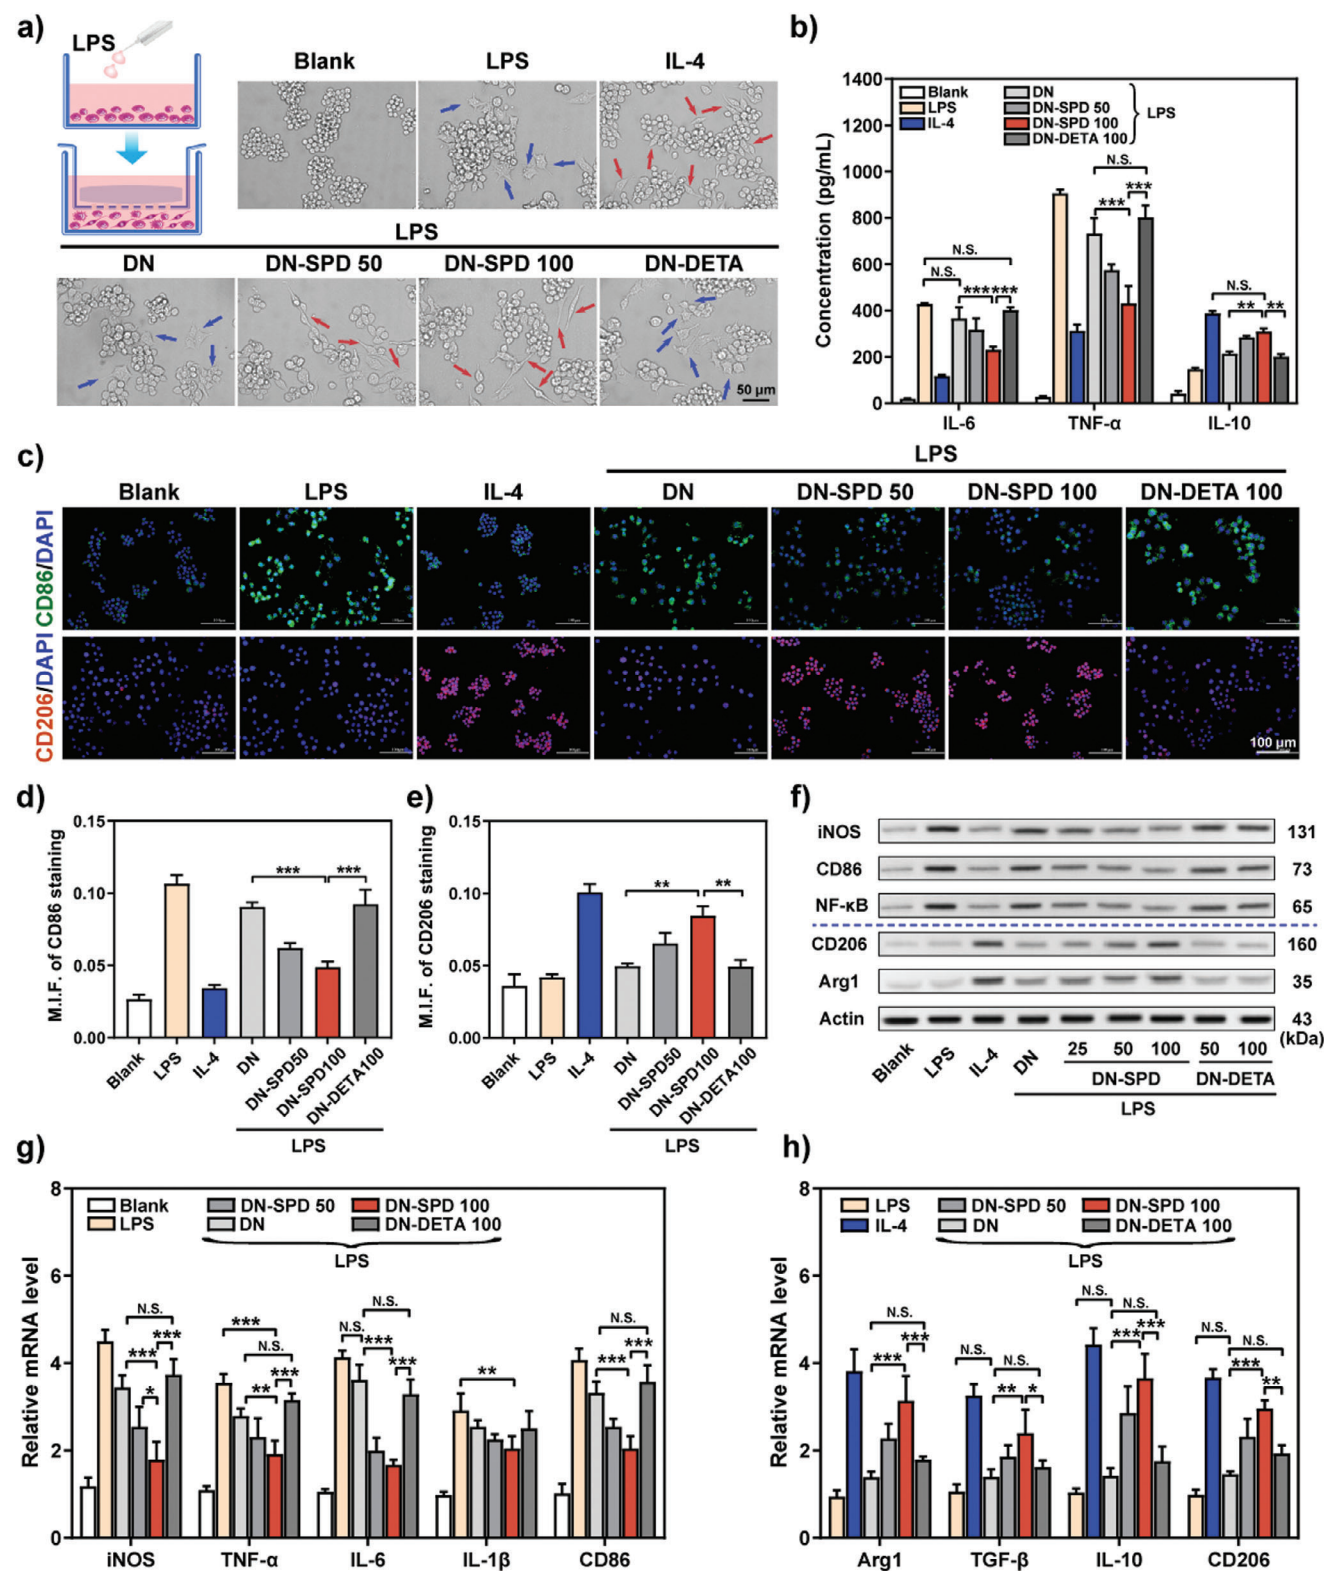 a)
LPS
Blank LPS IL-4
LPS
DN DN-SPD 50 DN-SPD 100 DN-DETA
50 µm
b)
Concentration (pg/mL)
1400
1200
1000
800
600
400
200
0
Blank
LPS
IL-4
DN
DN-SPD 50
DN-SPD 100
DN-DETA 100
LPS
N.S.
N.S.
***
***
N.S.
***
***
N.S.
**
**
IL-6 TNF-α IL-10
c)
LPS
Blank LPS IL-4 DN DN-SPD 50 DN-SPD 100 DN-DETA 100
CD86/DAPI
CD206/DAPI
100 µm
d)
M.I.F. of CD86 staining
0.15
0.10
0.05
0.00
***
***
Blank LPS IL-4 DN DN-SPD50 DN-SPD100 DN-DETA100
LPS
e)
M.I.F. of CD206 staining
0.15
0.10
0.05
0.00
**
**
Blank LPS IL-4 DN DN-SPD50 DN-SPD100 DN-DETA100
LPS
f)
iNOS 131
CD86 73
NF-κB 65
CD206 160
Arg1 35
Actin 43
(kDa)
Blank LPS IL-4 DN 25 50 100 50 100
DN-SPD DN-DETA
LPS
g)
Relative mRNA level
8
6
4
2
0
Blank DN-SPD 50 DN-SPD 100
LPS DN DN-DETA 100
LPS
N.S.
***
***
*
***
N.S.
***
**
N.S.
N.S.
***
***
**
N.S.
***
***
iNOS TNF-α IL-6 IL-1β CD86
h)
Relative mRNA level
8
6
4
2
0
LPS DN-SPD 50 DN-SPD 100
IL-4 DN DN-DETA 100
LPS
N.S.
***
***
N.S.
N.S.
**
*
N.S.
N.S.
***
***
N.S.
N.S.
***
**
Arg1 TGF-β IL-10 CD206